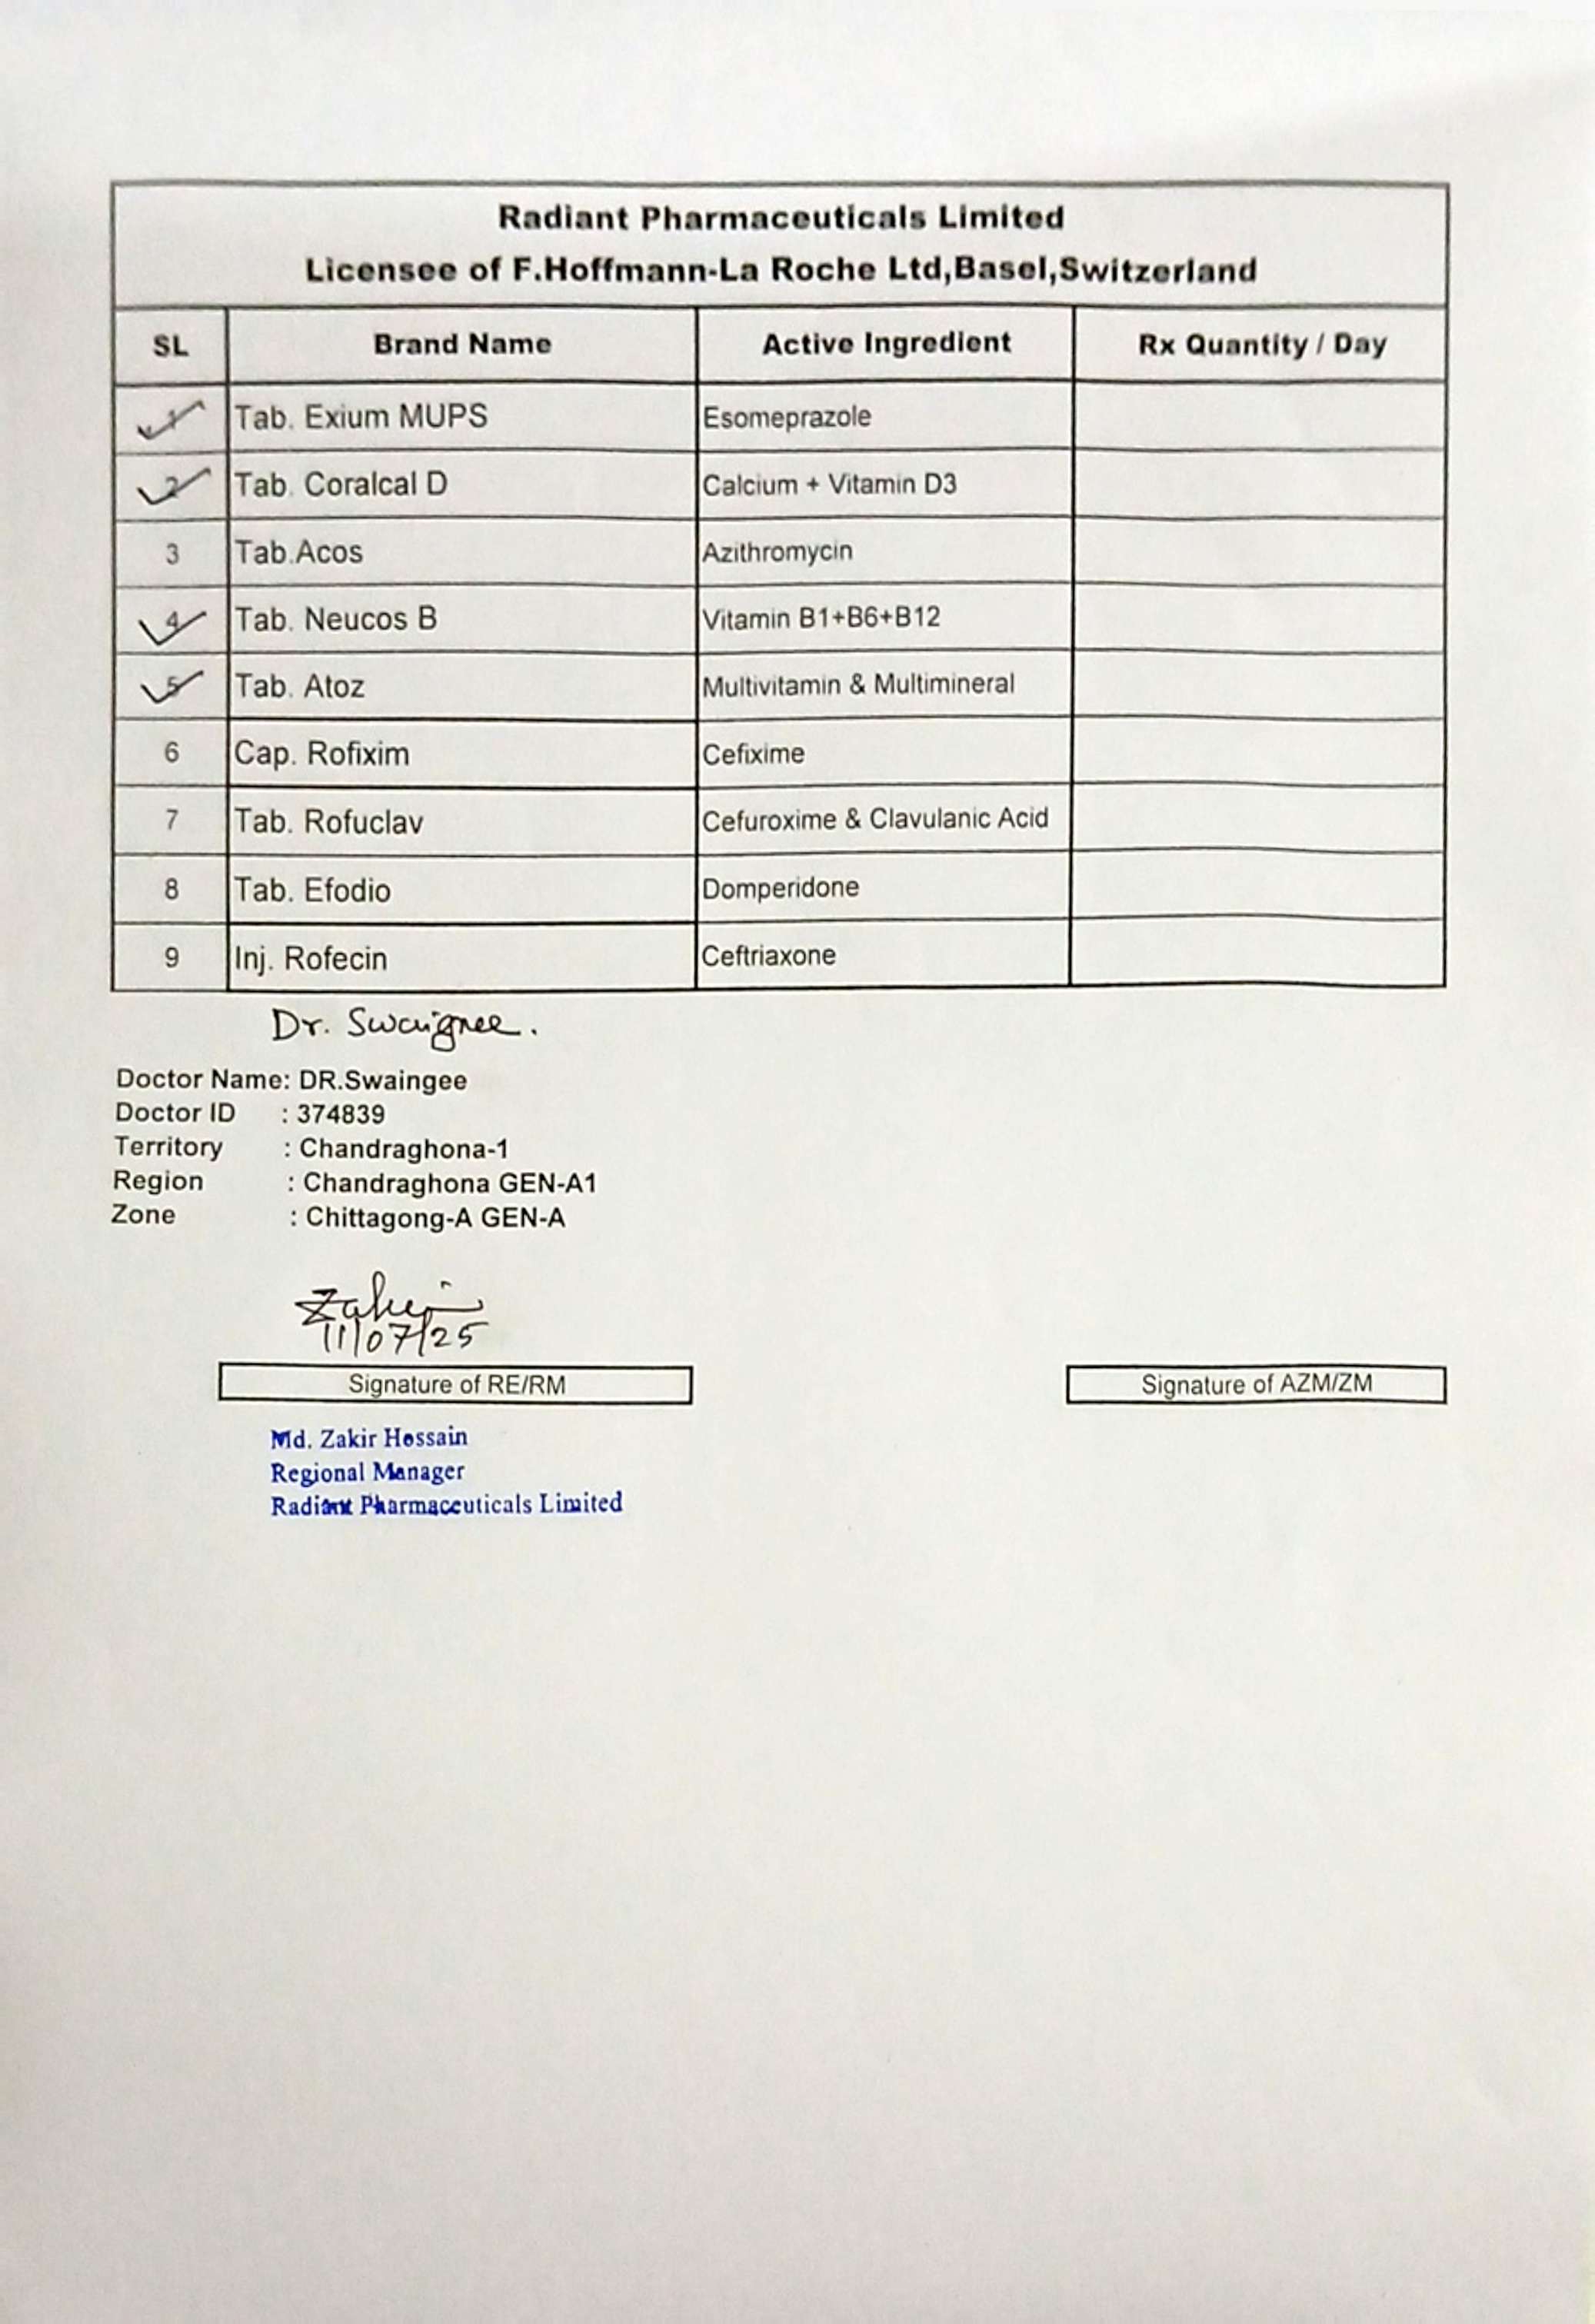 Radiant Pharmaceuticals Limited
Licensee of F.Hoffmann-La Roche Ltd,Basel,Switzerland
SL Brand Name Active Ingredient Rx Quantity / Day
1 Tab. Exium MUPS Esomeprazole
2 Tab. Coralcal D Calcium + Vitamin D3
3 Tab.Acos Azithromycin
4 Tab. Neucos B Vitamin B1+B6+B12
5 Tab. Atoz Multivitamin & Multimineral
6 Cap. Rofixim Cefixime
7 Tab. Rofuclav Cefuroxime & Clavulanic Acid
8 Tab. Efodio Domperidone
9 Inj. Rofecin Ceftriaxone
Dr. Swaignee.
Doctor Name: DR.Swaingee
Doctor ID : 374839
Territory : Chandraghona-1
Region : Chandraghona GEN-A1
Zone : Chittagong-A GEN-A
Zakir
11/07/25
Signature of RE/RM Signature of AZM/ZM
Md. Zakir Hossain
Regional Manager
Radiant Pharmaceuticals Limited